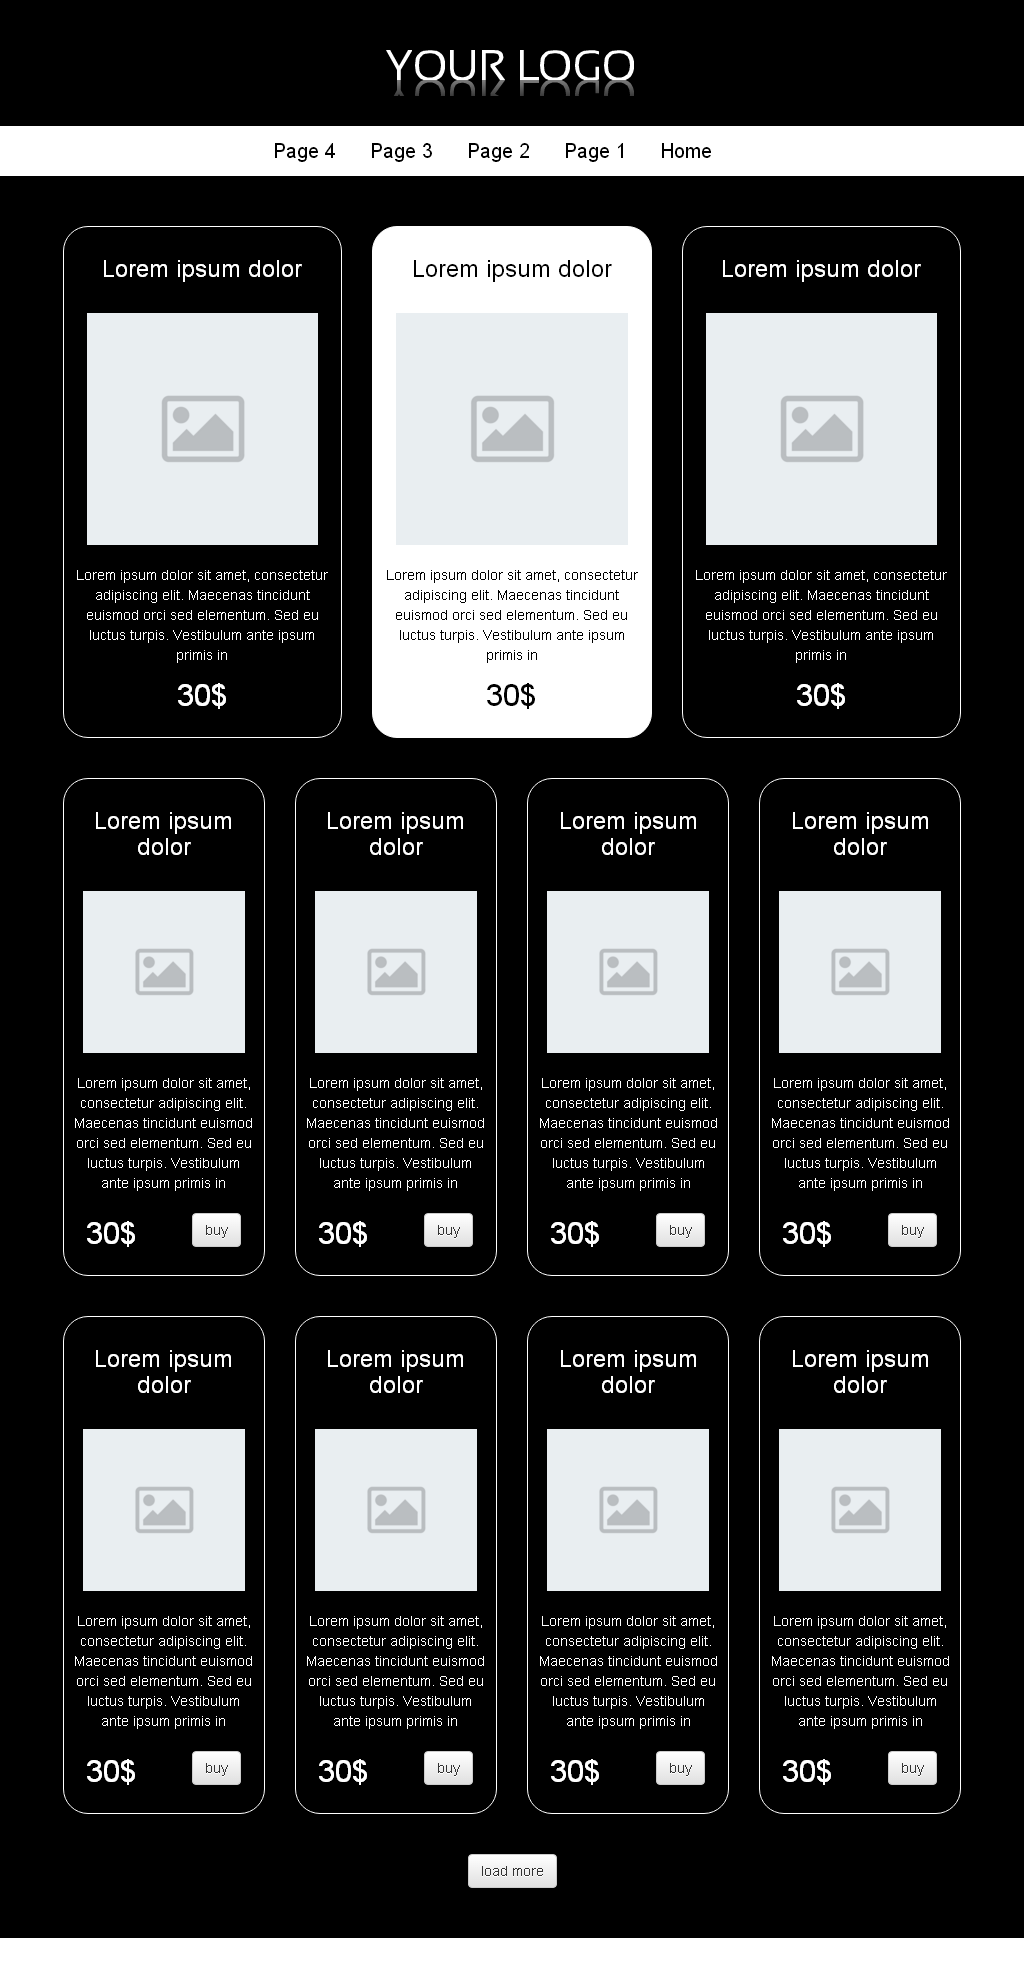 YOUR LOGO
Page 4 Page 3 Page 2 Page 1 Home
Lorem ipsum dolor
Lorem ipsum dolor sit amet, consectetur
adipiscing elit. Maecenas tincidunt
euismod orci sed elementum. Sed eu
luctus turpis. Vestibulum ante ipsum
primis in
30$
Lorem ipsum dolor
Lorem ipsum dolor sit amet, consectetur
adipiscing elit. Maecenas tincidunt
euismod orci sed elementum. Sed eu
luctus turpis. Vestibulum ante ipsum
primis in
30$
Lorem ipsum dolor
Lorem ipsum dolor sit amet, consectetur
adipiscing elit. Maecenas tincidunt
euismod orci sed elementum. Sed eu
luctus turpis. Vestibulum ante ipsum
primis in
30$
Lorem ipsum
dolor
Lorem ipsum dolor sit amet,
consectetur adipiscing elit.
Maecenas tincidunt euismod
orci sed elementum. Sed eu
luctus turpis. Vestibulum
ante ipsum primis in
30$ buy
Lorem ipsum
dolor
Lorem ipsum dolor sit amet,
consectetur adipiscing elit.
Maecenas tincidunt euismod
orci sed elementum. Sed eu
luctus turpis. Vestibulum
ante ipsum primis in
30$ buy
Lorem ipsum
dolor
Lorem ipsum dolor sit amet,
consectetur adipiscing elit.
Maecenas tincidunt euismod
orci sed elementum. Sed eu
luctus turpis. Vestibulum
ante ipsum primis in
30$ buy
Lorem ipsum
dolor
Lorem ipsum dolor sit amet,
consectetur adipiscing elit.
Maecenas tincidunt euismod
orci sed elementum. Sed eu
luctus turpis. Vestibulum
ante ipsum primis in
30$ buy
Lorem ipsum
dolor
Lorem ipsum dolor sit amet,
consectetur adipiscing elit.
Maecenas tincidunt euismod
orci sed elementum. Sed eu
luctus turpis. Vestibulum
ante ipsum primis in
30$ buy
Lorem ipsum
dolor
Lorem ipsum dolor sit amet,
consectetur adipiscing elit.
Maecenas tincidunt euismod
orci sed elementum. Sed eu
luctus turpis. Vestibulum
ante ipsum primis in
30$ buy
Lorem ipsum
dolor
Lorem ipsum dolor sit amet,
consectetur adipiscing elit.
Maecenas tincidunt euismod
orci sed elementum. Sed eu
luctus turpis. Vestibulum
ante ipsum primis in
30$ buy
Lorem ipsum
dolor
Lorem ipsum dolor sit amet,
consectetur adipiscing elit.
Maecenas tincidunt euismod
orci sed elementum. Sed eu
luctus turpis. Vestibulum
ante ipsum primis in
30$ buy
load more